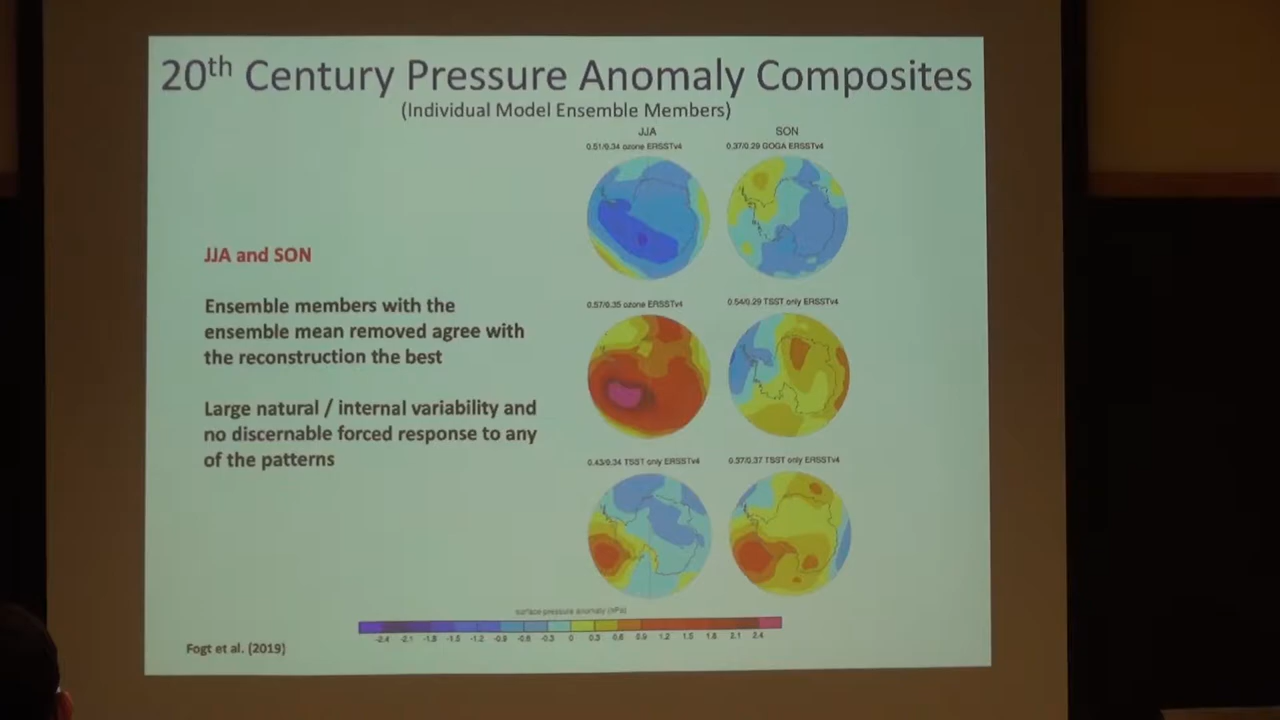 20th Century Pressure Anomaly Composites
(Individual Model Ensemble Members)
JJA
SON
0.51/0.34 ozone ERSSTv4
0.37/0.29 GOGA ERSSTv4
JJA and SON
Ensemble members with the
ensemble mean removed agree with
the reconstruction the best
Large natural / internal variability and
no discernable forced response to any
of the patterns
0.57/0.35 ozone ERSSTv4
0.54/0.29 TSST only ERSSTv4
0.43/0.34 TSST only ERSSTv4
0.37/0.37 TSST only ERSSTv4
surface pressure anomaly (hPa)
-2.4 -2.1 -1.8 -1.5 -1.2 -0.9 -0.6 -0.3 0 0.3 0.6 0.9 1.2 1.5 1.8 2.1 2.4
Fogt et al. (2019)